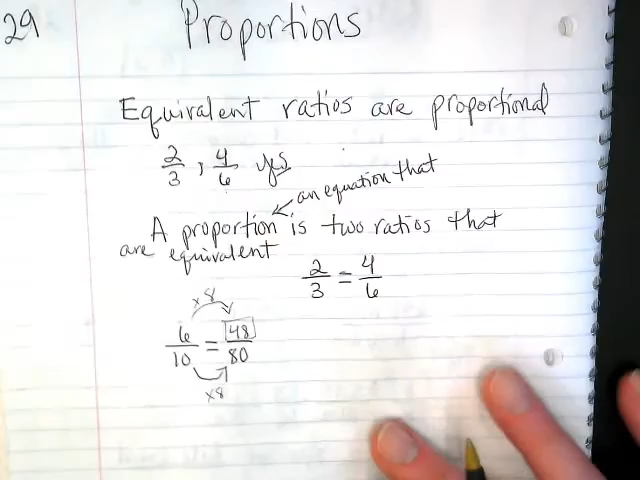 29
Proportions
Equivalent ratios are proportional
2/3 , 4/6 yes
an equation that
A proportion is two ratios that
are equivalent
2/3 = 4/6
×8
6/10 = 48/80
×8